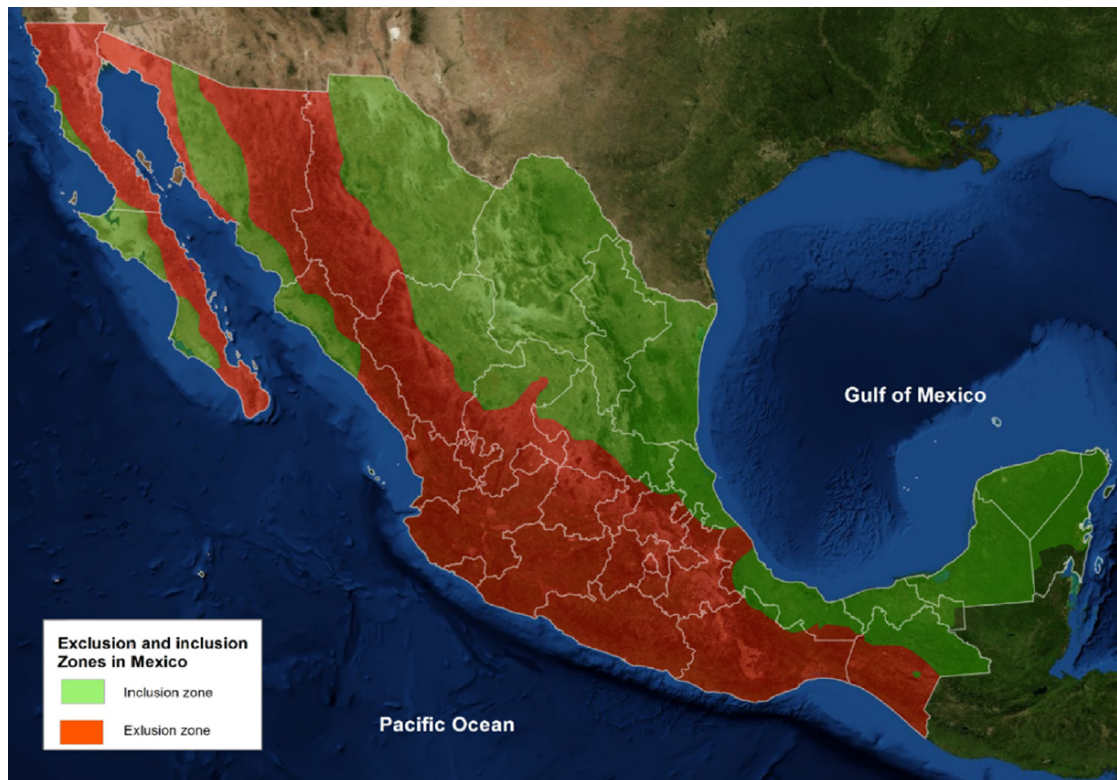 Gulf of Mexico
Exclusion and inclusion
Zones in Mexico
Inclusion zone
Exlusion zone
Pacific Ocean